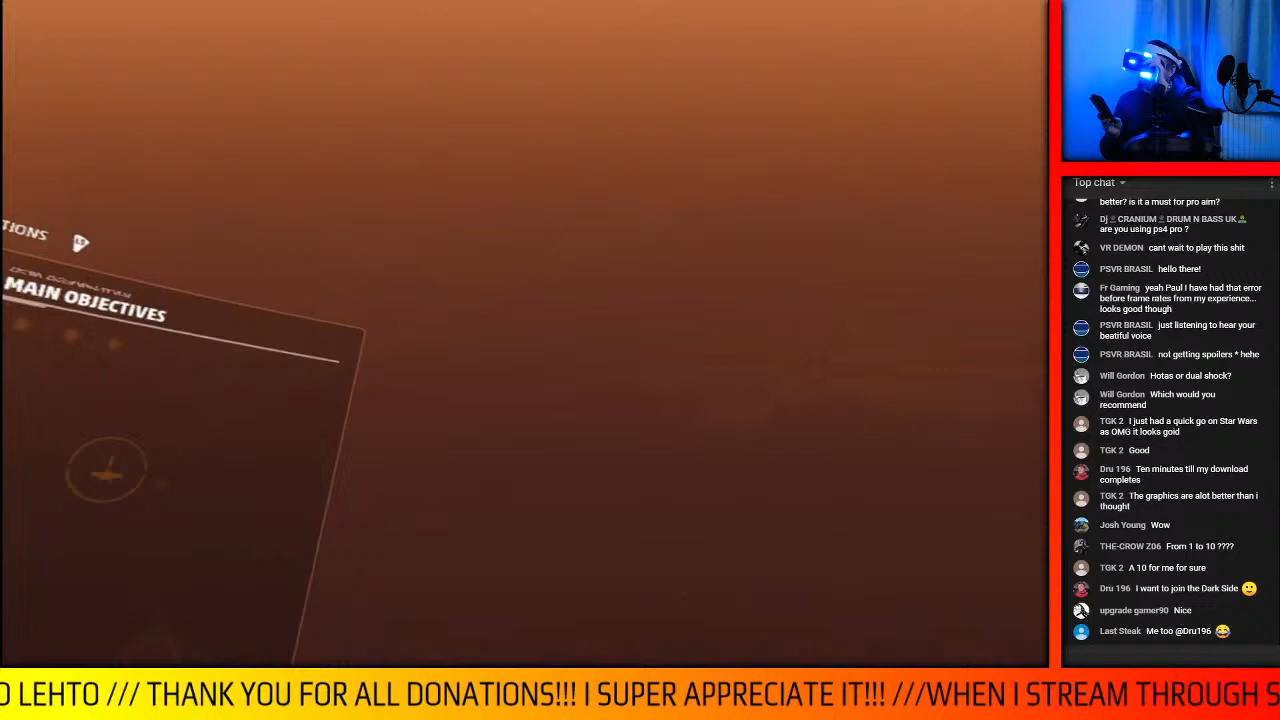 TIONS
MAIN OBJECTIVES
Top chat
better? is it a must for pro aim?
Dj CRANIUM DRUM N BASS UK
are you using ps4 pro ?
VR DEMON cant wait to play this shit
PSVR BRASIL hello there!
Fr Gaming yeah Paul I have had that error
before frame rates from my experience...
looks good though
PSVR BRASIL just listening to hear your
beatiful voice
PSVR BRASIL not getting spoilers * hehe
Will Gordon Hotas or dual shock?
Will Gordon Which would you
recommend
TGK 2 I just had a quick go on Star Wars
as OMG it looks goid
TGK 2 Good
Dru 196 Ten minutes till my download
completes
TGK 2 The graphics are alot better than i
thought
Josh Young Wow
THE-CROW Z06 From 1 to 10 ????
TGK 2 A 10 for me for sure
Dru 196 I want to join the Dark Side 🙂
upgrade gamer90 Nice
Last Steak Me too @Dru196 😂
O LEHTO /// THANK YOU FOR ALL DONATIONS!!! I SUPER APPRECIATE IT!!! ///WHEN I STREAM THROUGH S